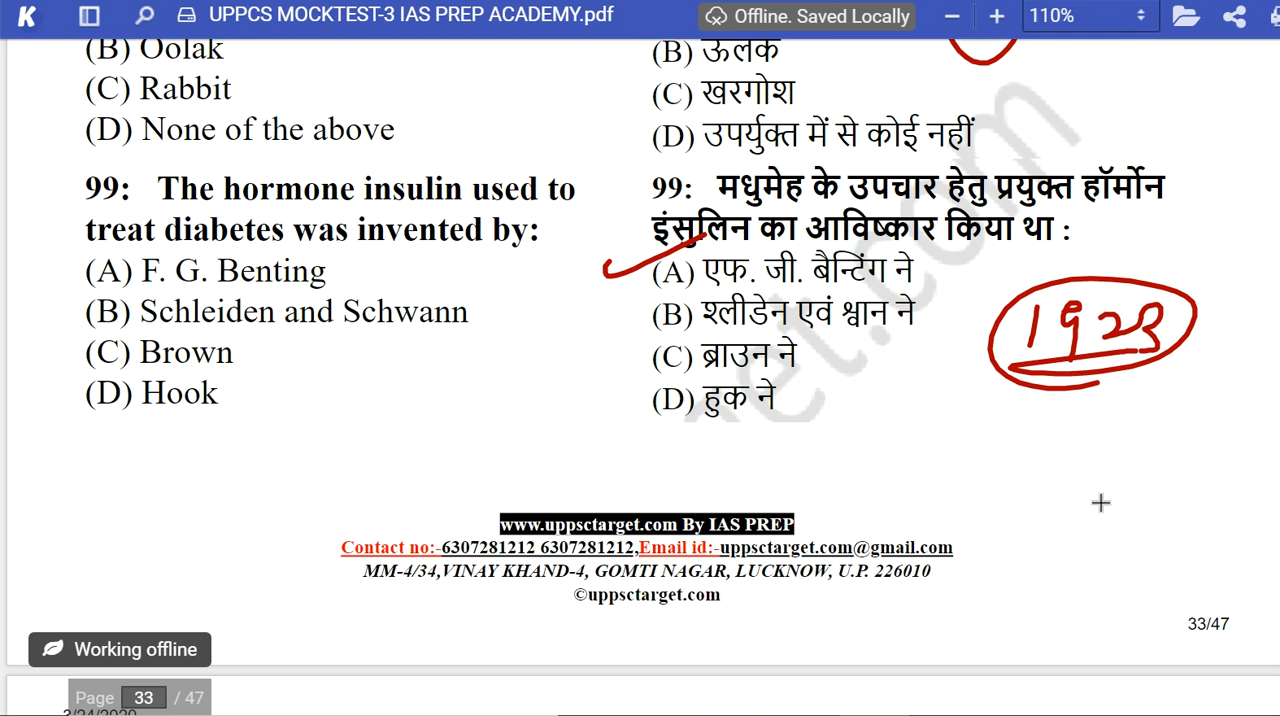 K
UPPCS MOCKTEST-3 IAS PREP ACADEMY.pdf
Offline. Saved Locally
110%
(B) Oolak
(C) Rabbit
(D) None of the above
99: The hormone insulin used to
treat diabetes was invented by:
(A) F. G. Benting
(B) Schleiden and Schwann
(C) Brown
(D) Hook
(B) ऊलक
(C) खरगोश
(D) उपर्युक्त में से कोई नहीं
99: मधुमेह के उपचार हेतु प्रयुक्त हॉर्मोन
इंसुलिन का आविष्कार किया था :
(A) एफ. जी. बैन्टिंग ने
(B) श्लीडेन एवं श्वान ने
(C) ब्राउन ने
(D) हुक ने
1923
www.uppsctarget.com By IAS PREP
Contact no:-6307281212 6307281212,Email id:-uppsctarget.com@gmail.com
MM-4/34,VINAY KHAND-4, GOMTI NAGAR, LUCKNOW, U.P. 226010
©uppsctarget.com
33/47
Working offline
Page 33 / 47
3/24/2020